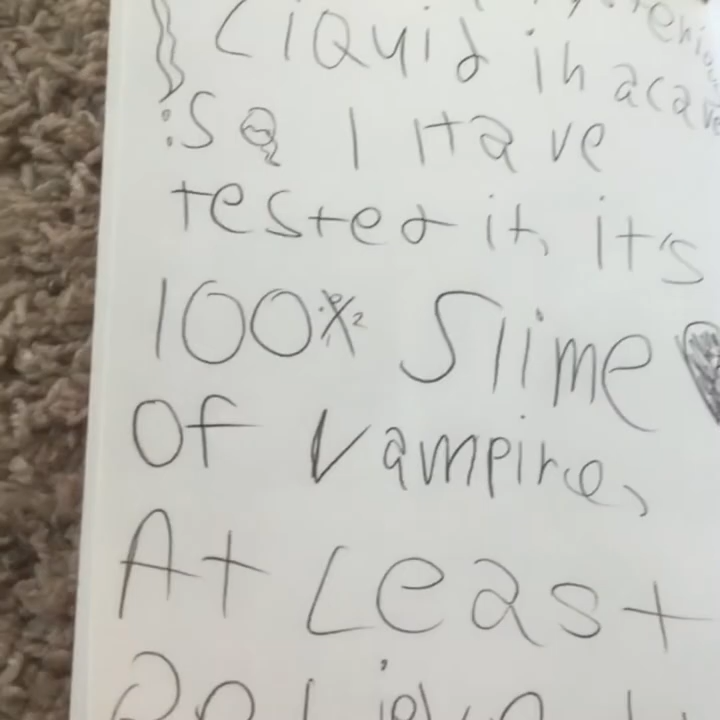 Liquid in a cave
:So I Have
tested it, it's
100% Slime
Of Vampire,
At Least